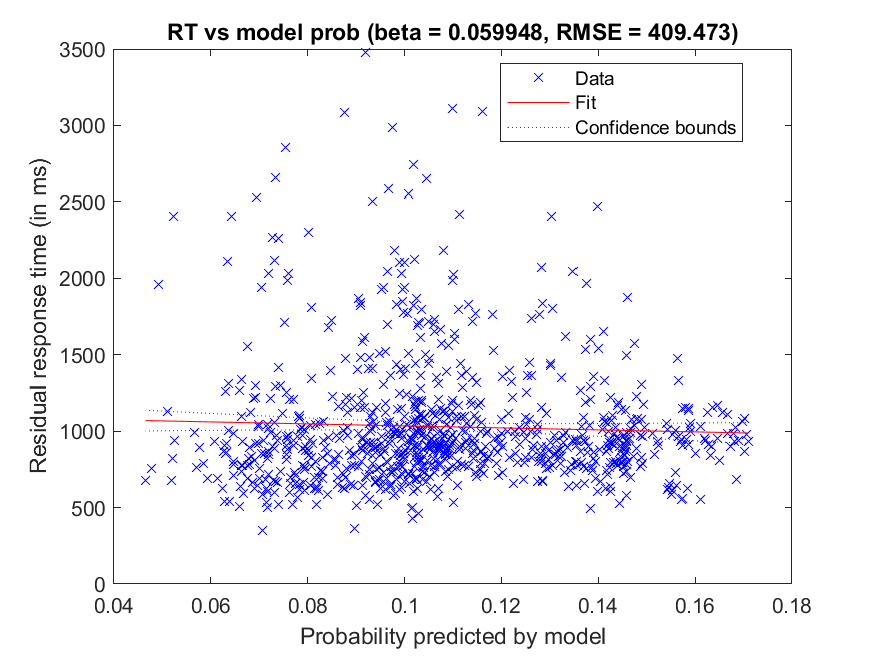 RT vs model prob (beta = 0.059948, RMSE = 409.473)
3500
3000
2500
2000
1500
1000
500
0
Residual response time (in ms)
Data
Fit
Confidence bounds
0.04
0.06
0.08
0.1
0.12
0.14
0.16
0.18
Probability predicted by model